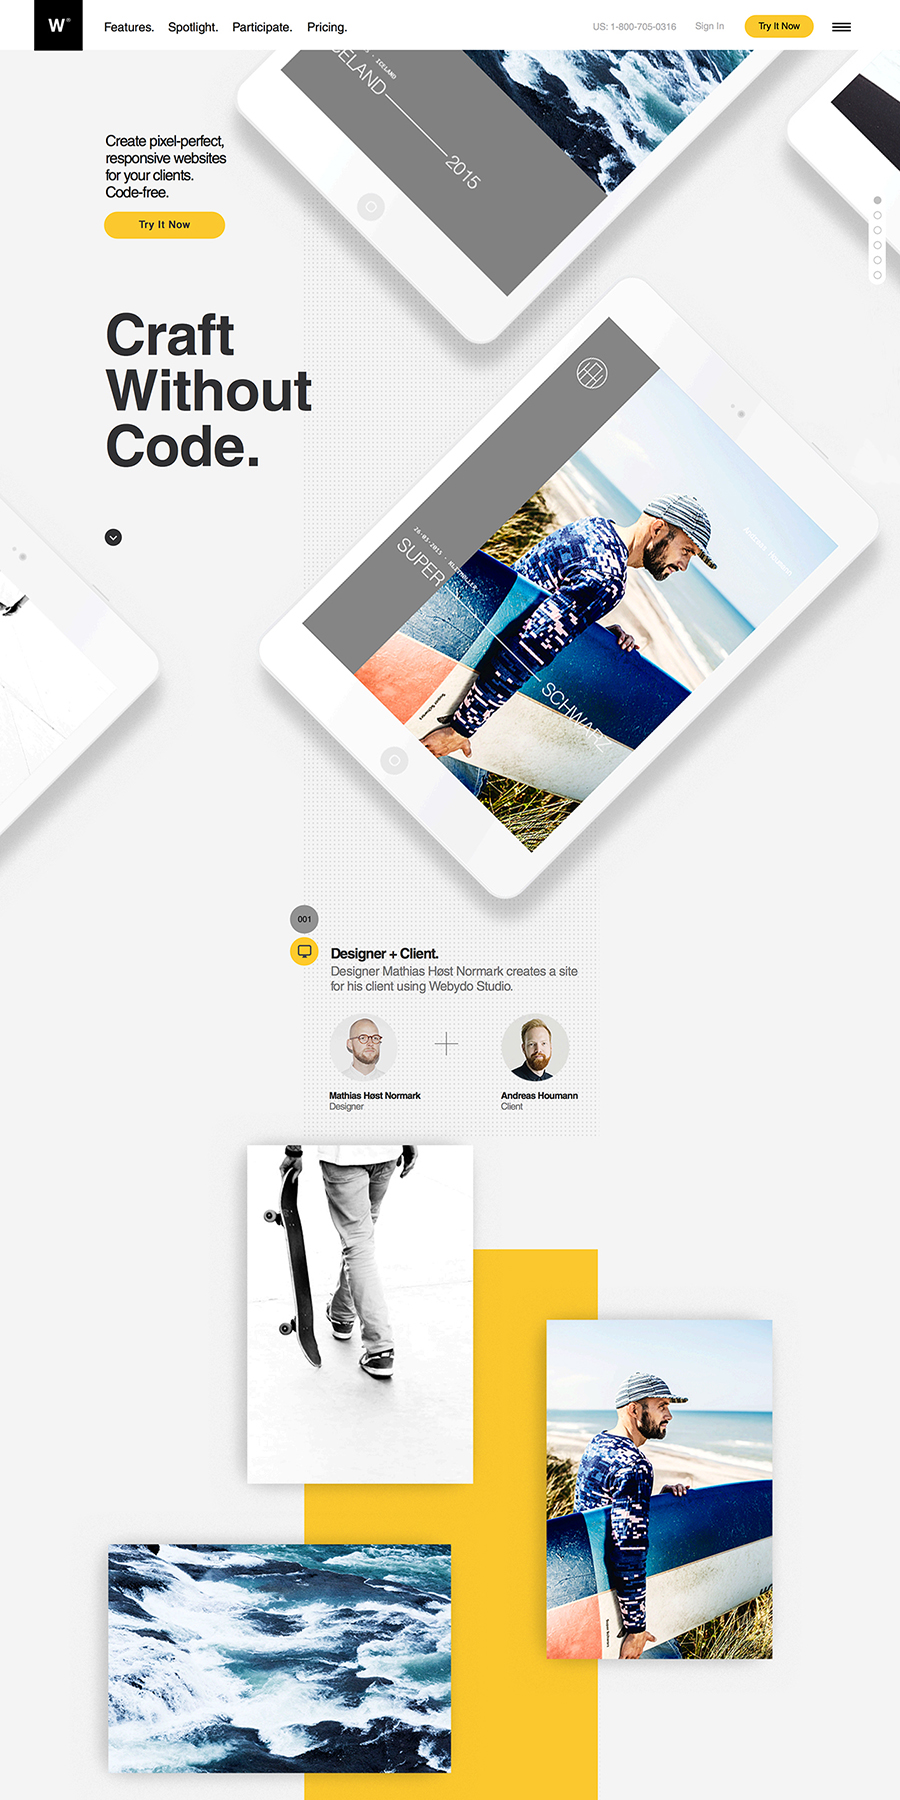 W®
Features. Spotlight. Participate. Pricing.
US: 1-800-705-0316 Sign In Try It Now
ICELAND
2015
Create pixel-perfect,
responsive websites
for your clients.
Code-free.
Try It Now
Craft
Without
Code.
SUPER
SCHWARZ
001
Designer + Client.
Designer Mathias Høst Normark creates a site
for his client using Webydo Studio.
Mathias Høst Normark
Designer
Andreas Houmann
Client